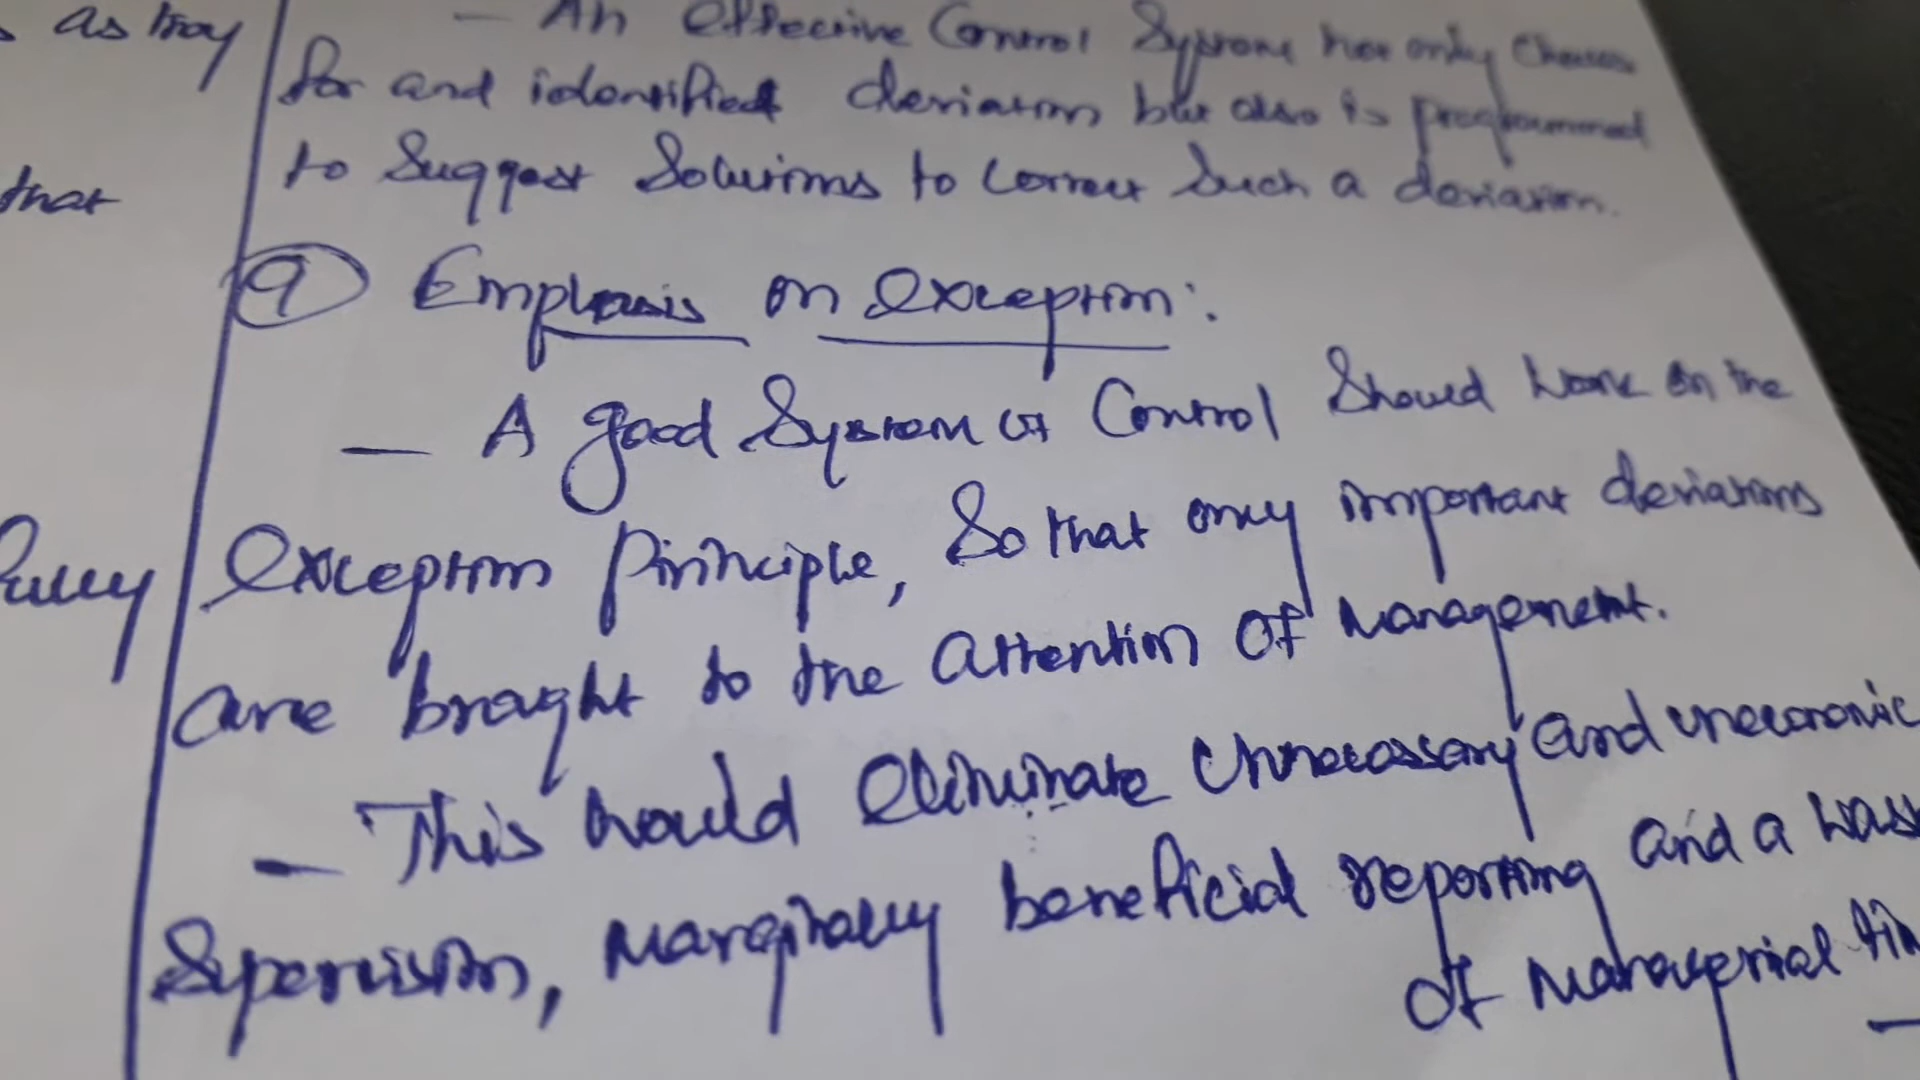 as they
that
fully
- An effective Control System not only checks
for and identified deviation but also is programmed
to Suggest Solutions to correct Such a deviation.
9 Emphasis on exception:
- A good System of Control Should work on the
exception Principle, So that only important deviations
are brought to the attention of Management.
- This would eliminate Unnecessary and uneconomic
Supervision, Marginally beneficial reporting and a
of Managerial